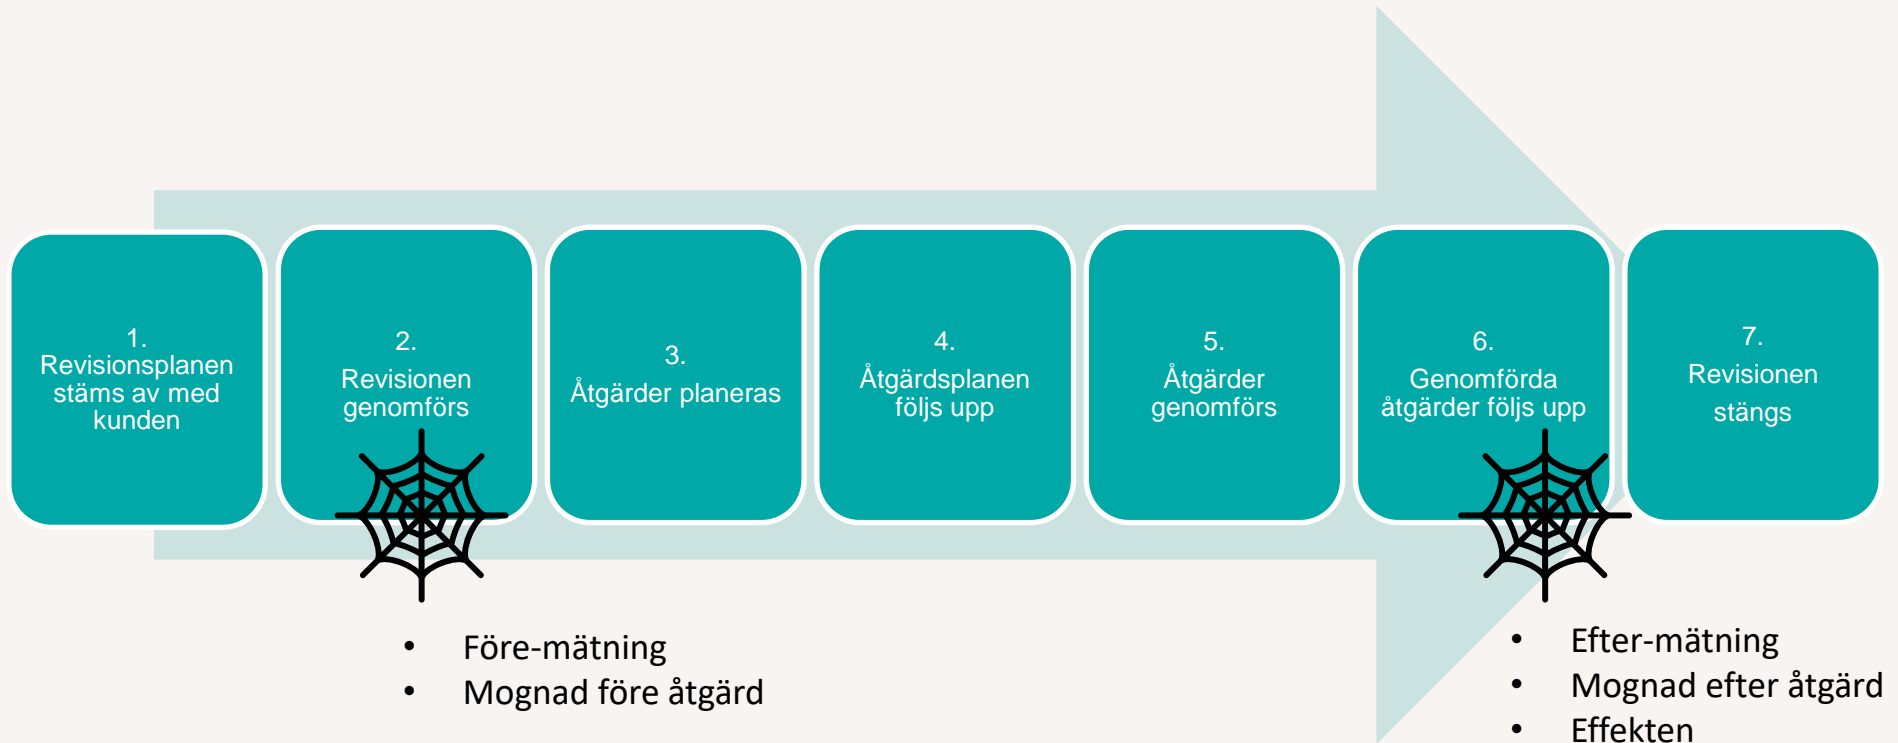 1.
Revisionsplanen
stäms av med
kunden
2.
Revisionen
genomförs
3.
Åtgärder planeras
4.
Åtgärdsplanen
följs upp
5.
Åtgärder
genomförs
6.
Genomförda
åtgärder följs upp
7.
Revisionen
stängs
• Före-mätning
• Mognad före åtgärd
• Efter-mätning
• Mognad efter åtgärd
• Effekten